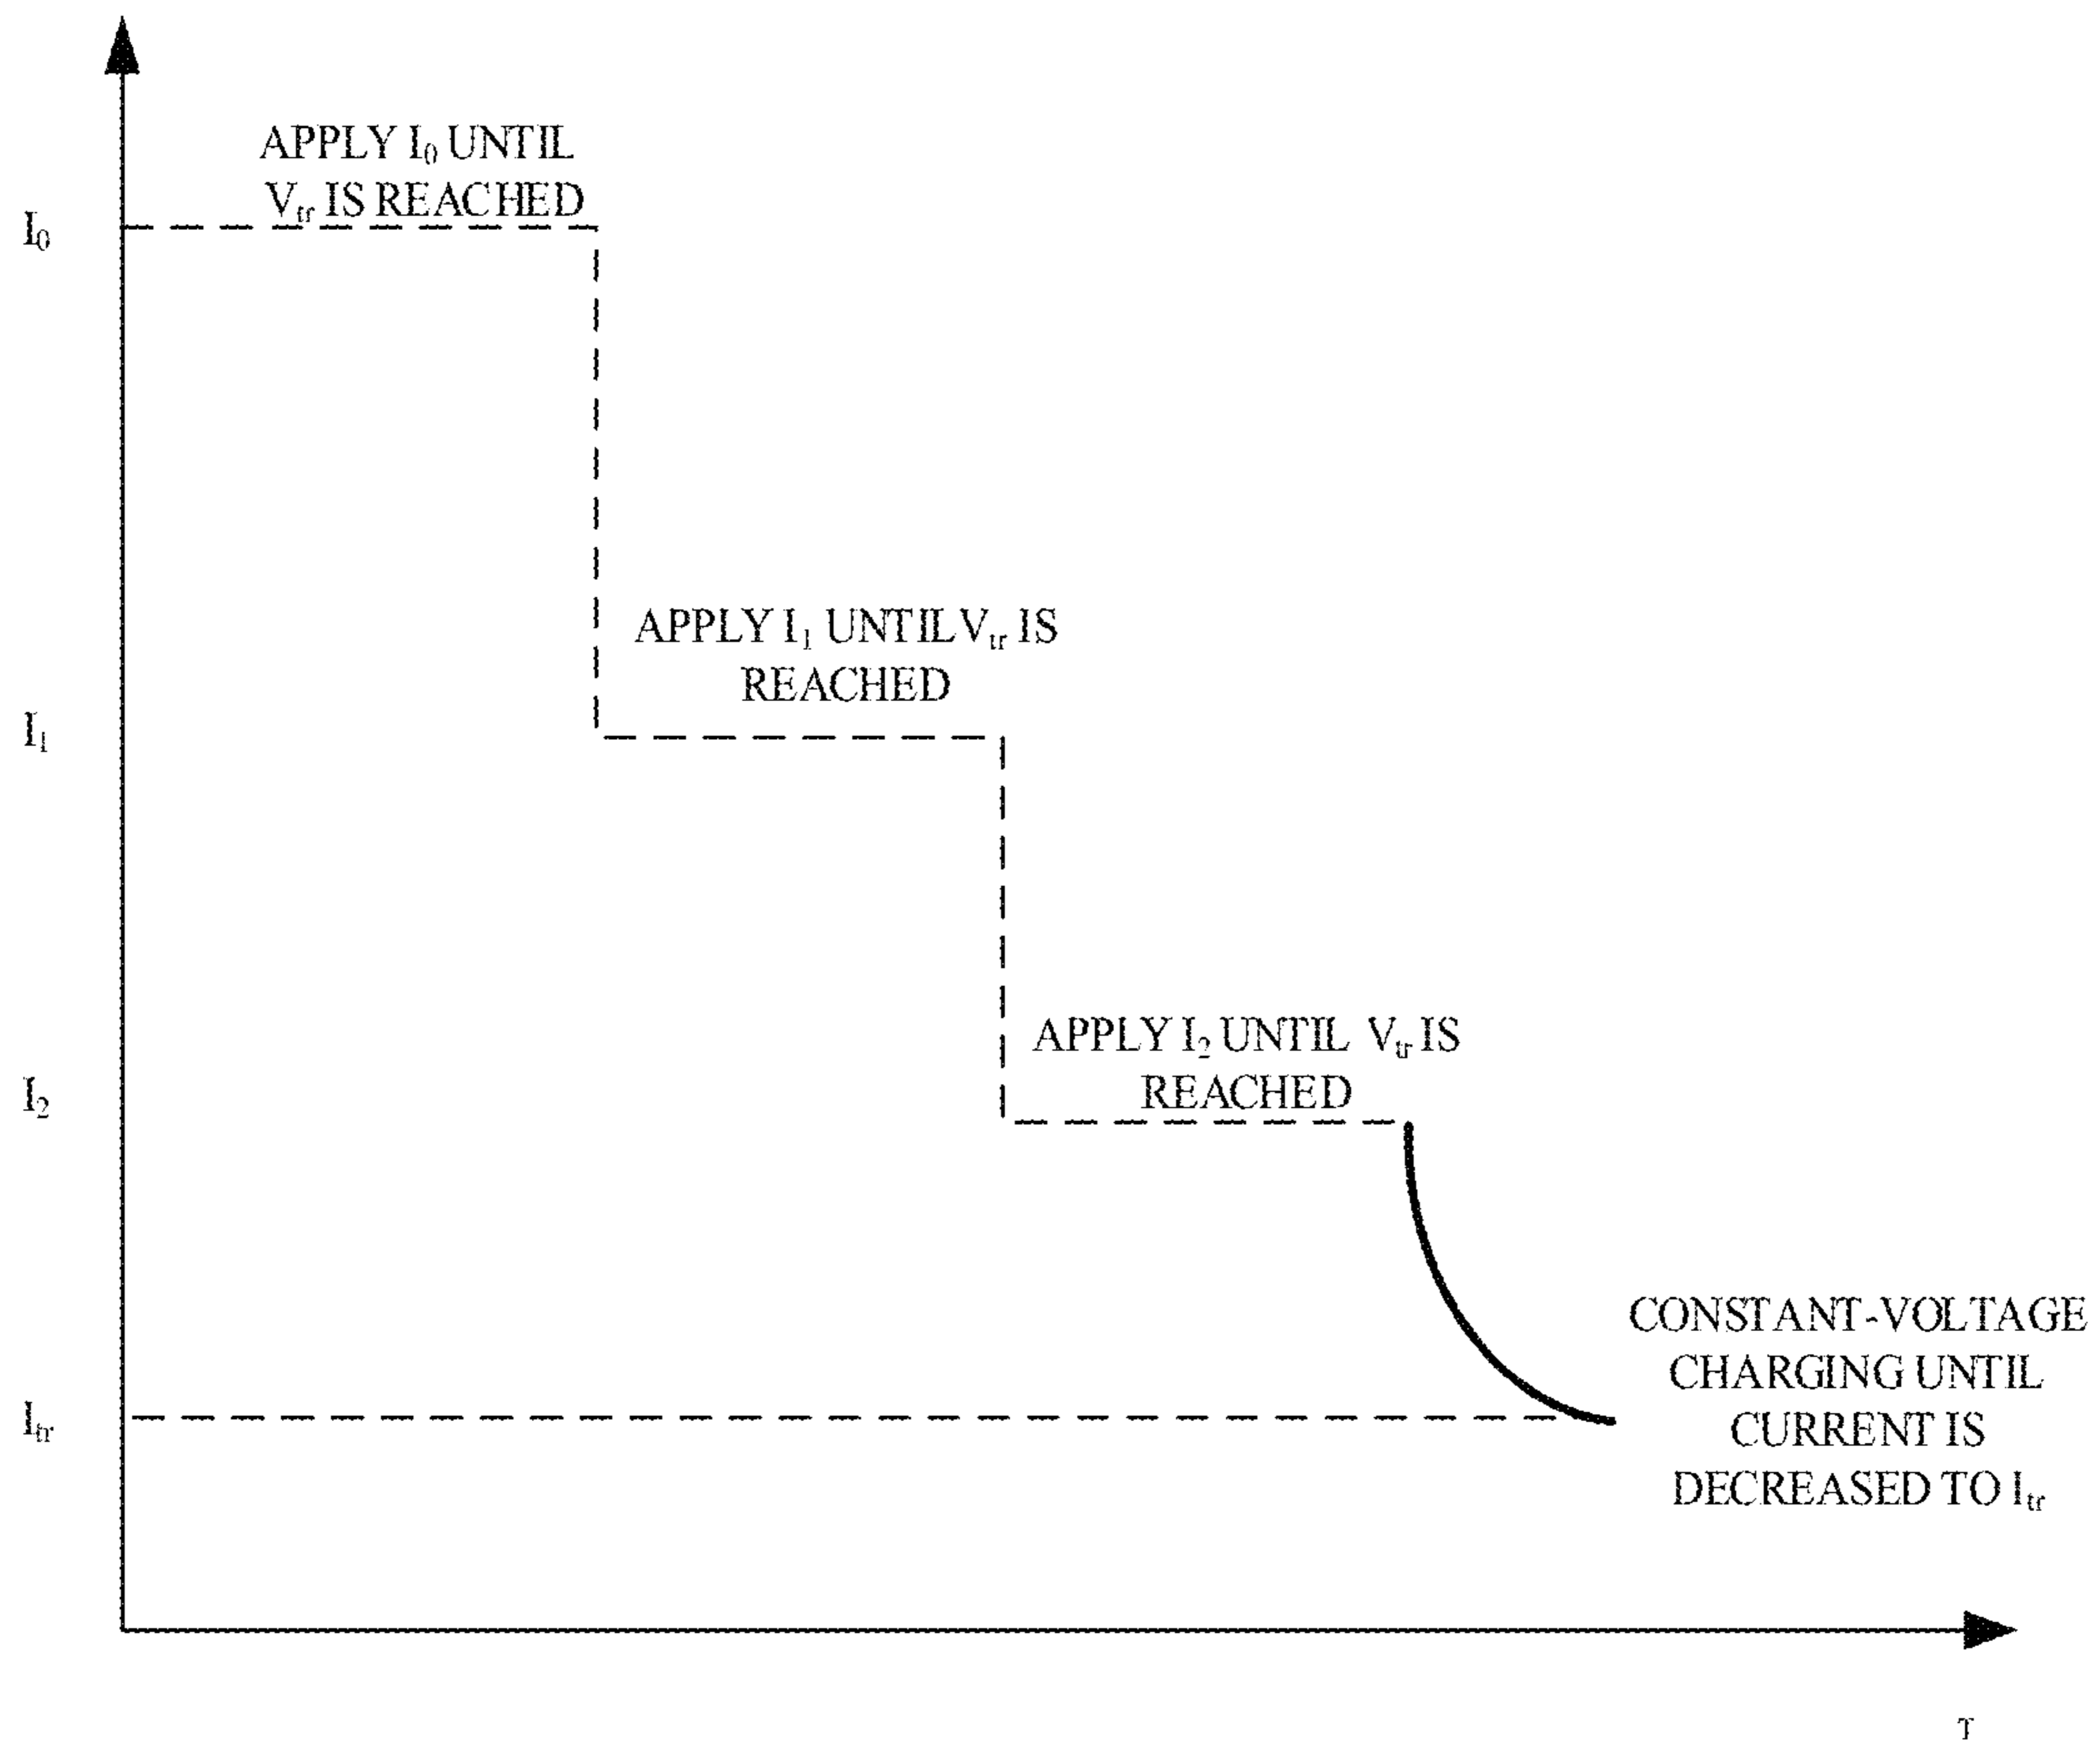 APPLY I₀ UNTIL
Vₜᵣ IS REACHED
I₀
APPLY I₁ UNTIL Vₜᵣ IS
REACHED
I₁
APPLY I₂ UNTIL Vₜᵣ IS
REACHED
I₂
CONSTANT-VOLTAGE
CHARGING UNTIL
CURRENT IS
DECREASED TO Iₜᵣ
Iₜᵣ
T